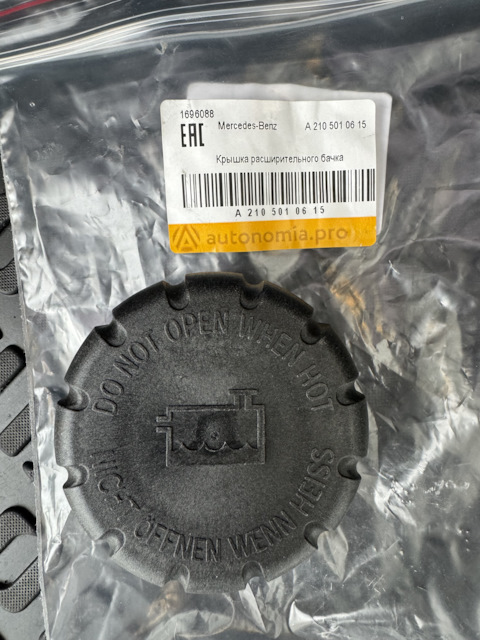 1696088
EAC Mercedes-Benz A 210 501 06 15
Крышка расширительного бачка
A 210 501 06 15
autonomia.pro
DO NOT OPEN WHEN HOT
NICHT ÖFFNEN WENN HEISS